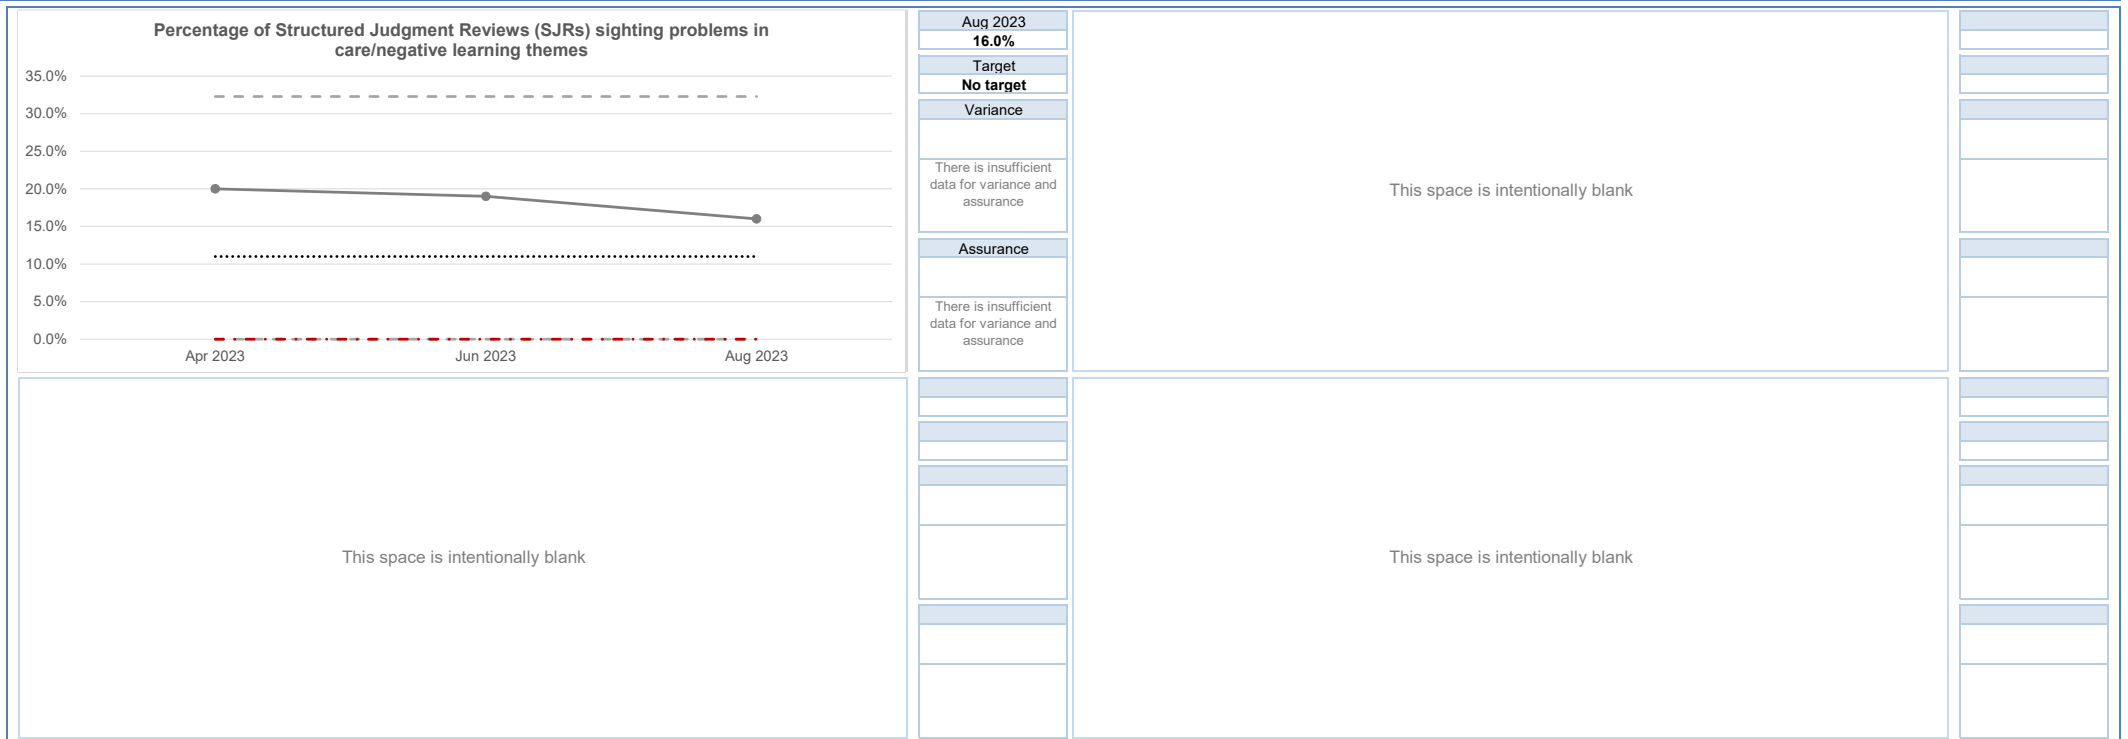 Percentage of Structured Judgment Reviews (SJRs) sighting problems in
care/negative learning themes
35.0%
30.0%
25.0%
20.0%
15.0%
10.0%
5.0%
0.0%
Apr 2023
Jun 2023
Aug 2023
Aug 2023
16.0%
Target
No target
Variance
There is insufficient
data for variance and
assurance
Assurance
There is insufficient
data for variance and
assurance
This space is intentionally blank
This space is intentionally blank
This space is intentionally blank